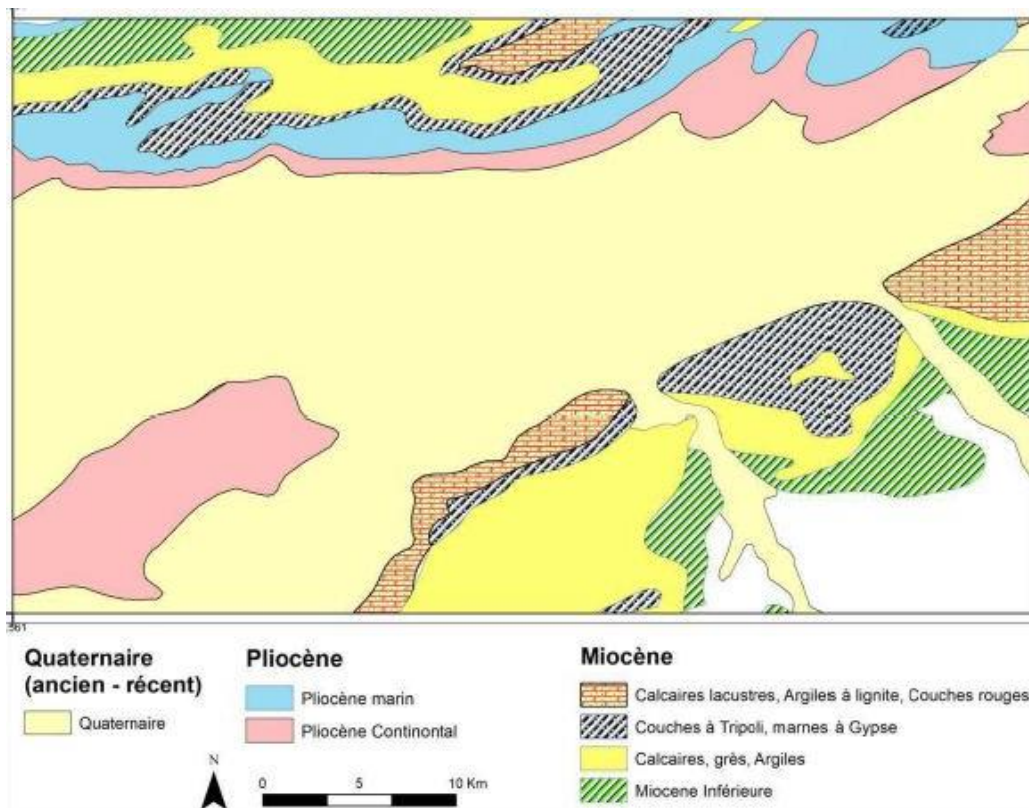 361
Quaternaire
(ancien - récent)
Quaternaire
Pliocène
Pliocène marin
Pliocène Continontal
Miocène
Calcaires lacustres, Argiles à lignite, Couches rouges
Couches à Tripoli, marnes à Gypse
Calcaires, grès, Argiles
Miocene Inférieure
N
0 5 10 Km